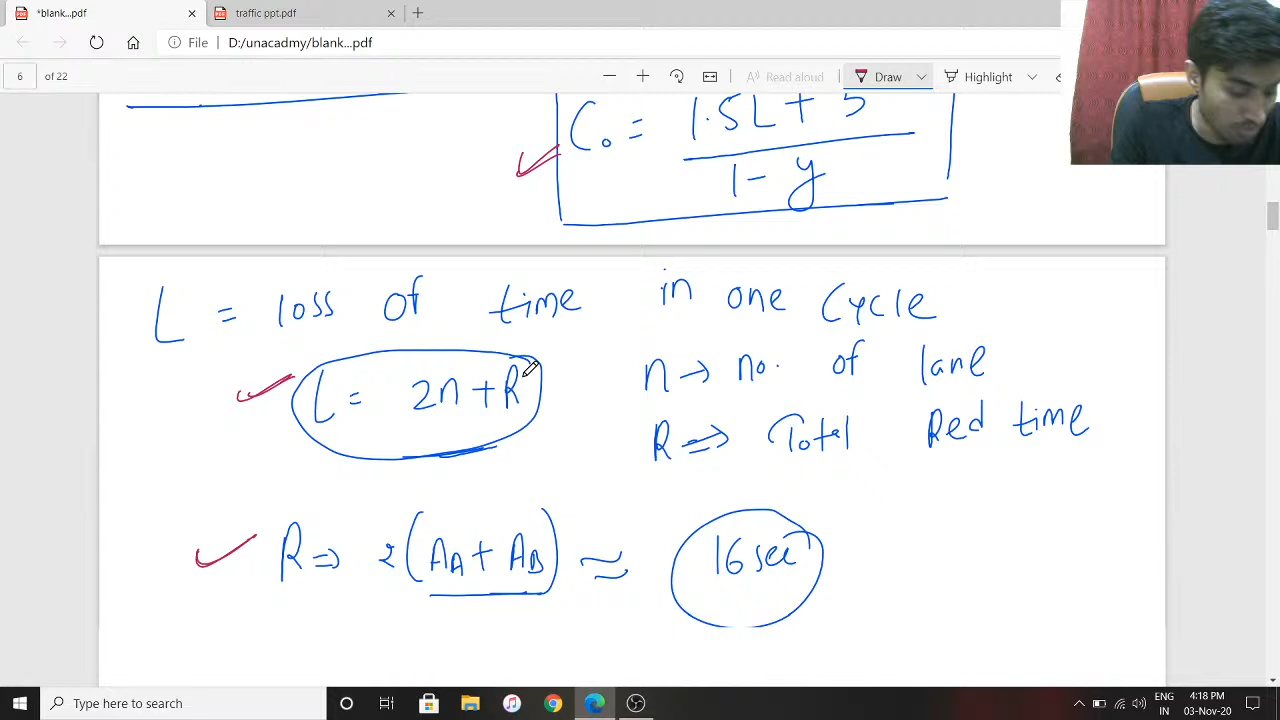 *blank...pdf
traffic ppt.pdf
File
D:/unacadmy/blank...pdf
6 of 22
Read aloud
Draw
Highlight
C₀ = 1.5L + 5
1 - y
L = loss of time in one Cycle
L = 2n + R
n → no. of lane
R ⇒ Total Red time
R ⇒ 2(A_A + A_B) ≈ 16 sec
Type here to search
ENG
4:18 PM
IN
03-Nov-20